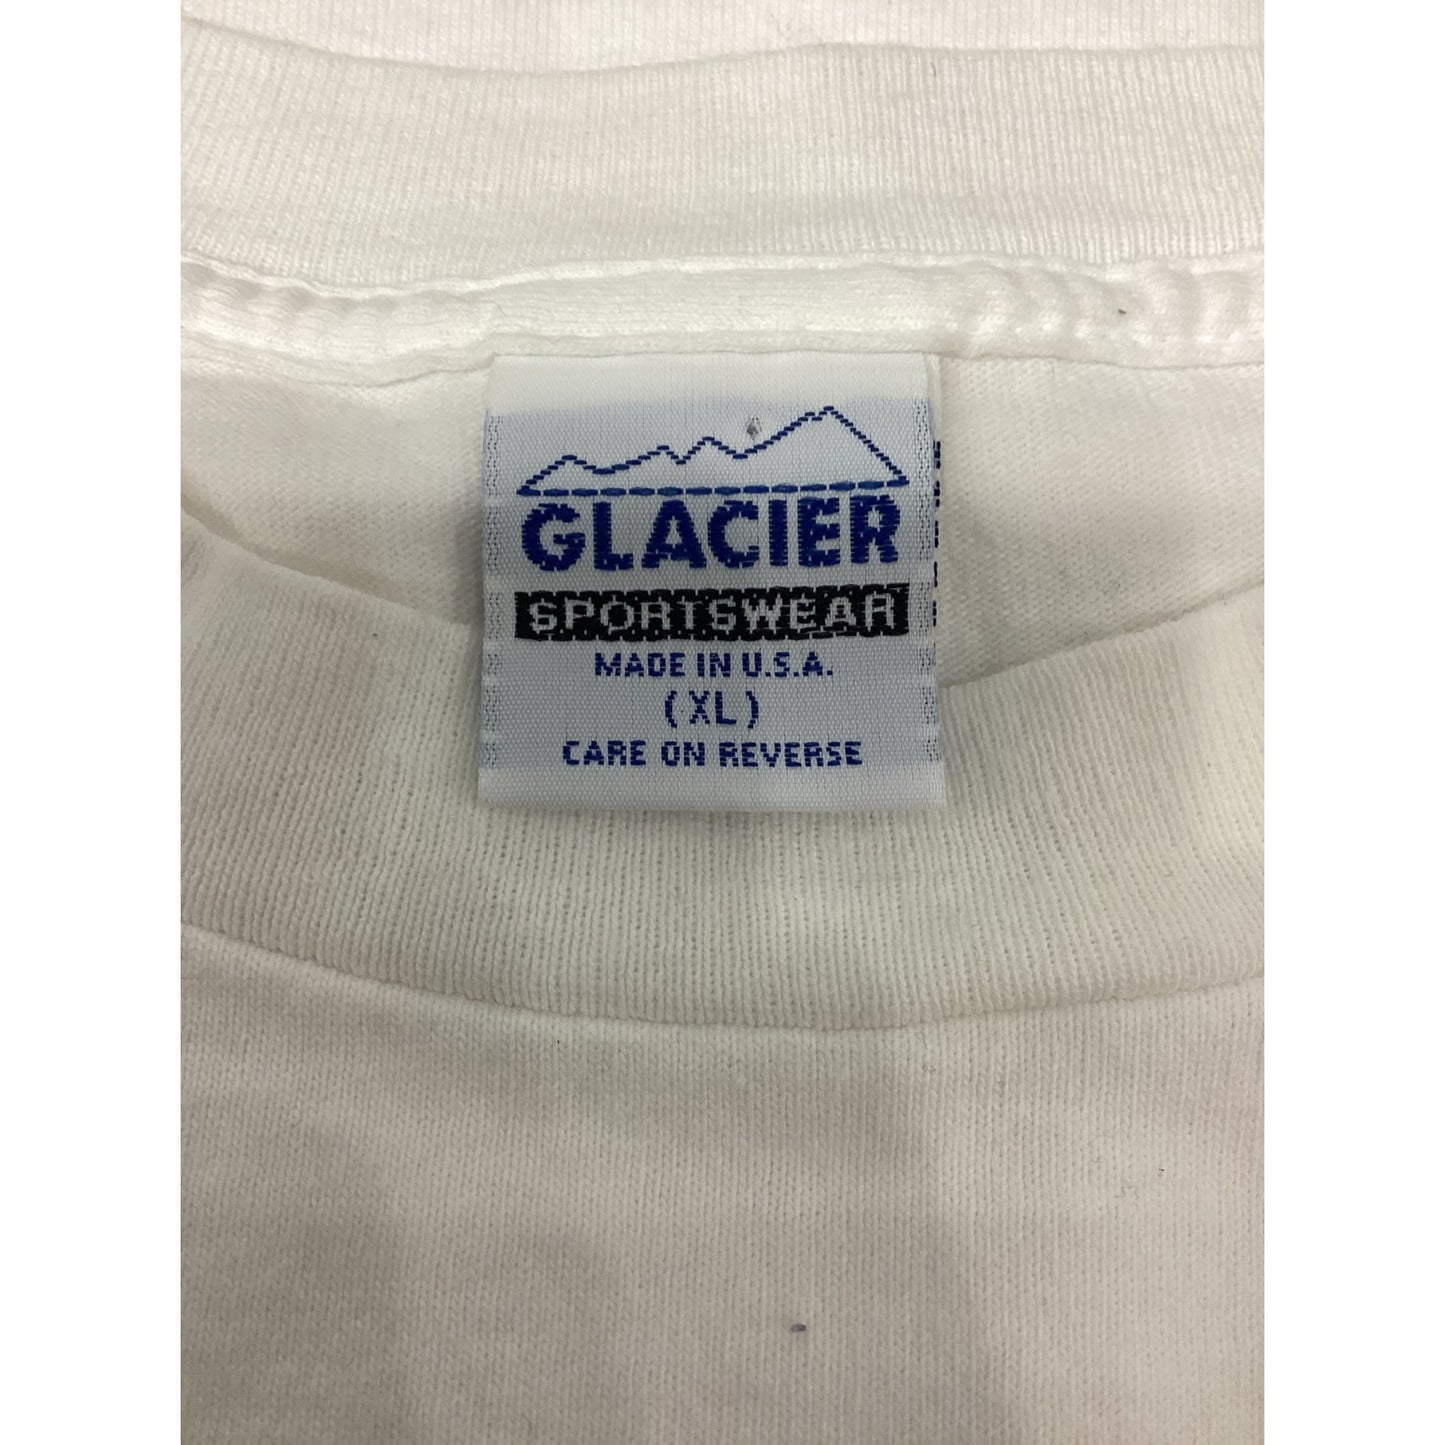 GLACIER
SPORTSWEAR
MADE IN U.S.A.
(XL)
CARE ON REVERSE